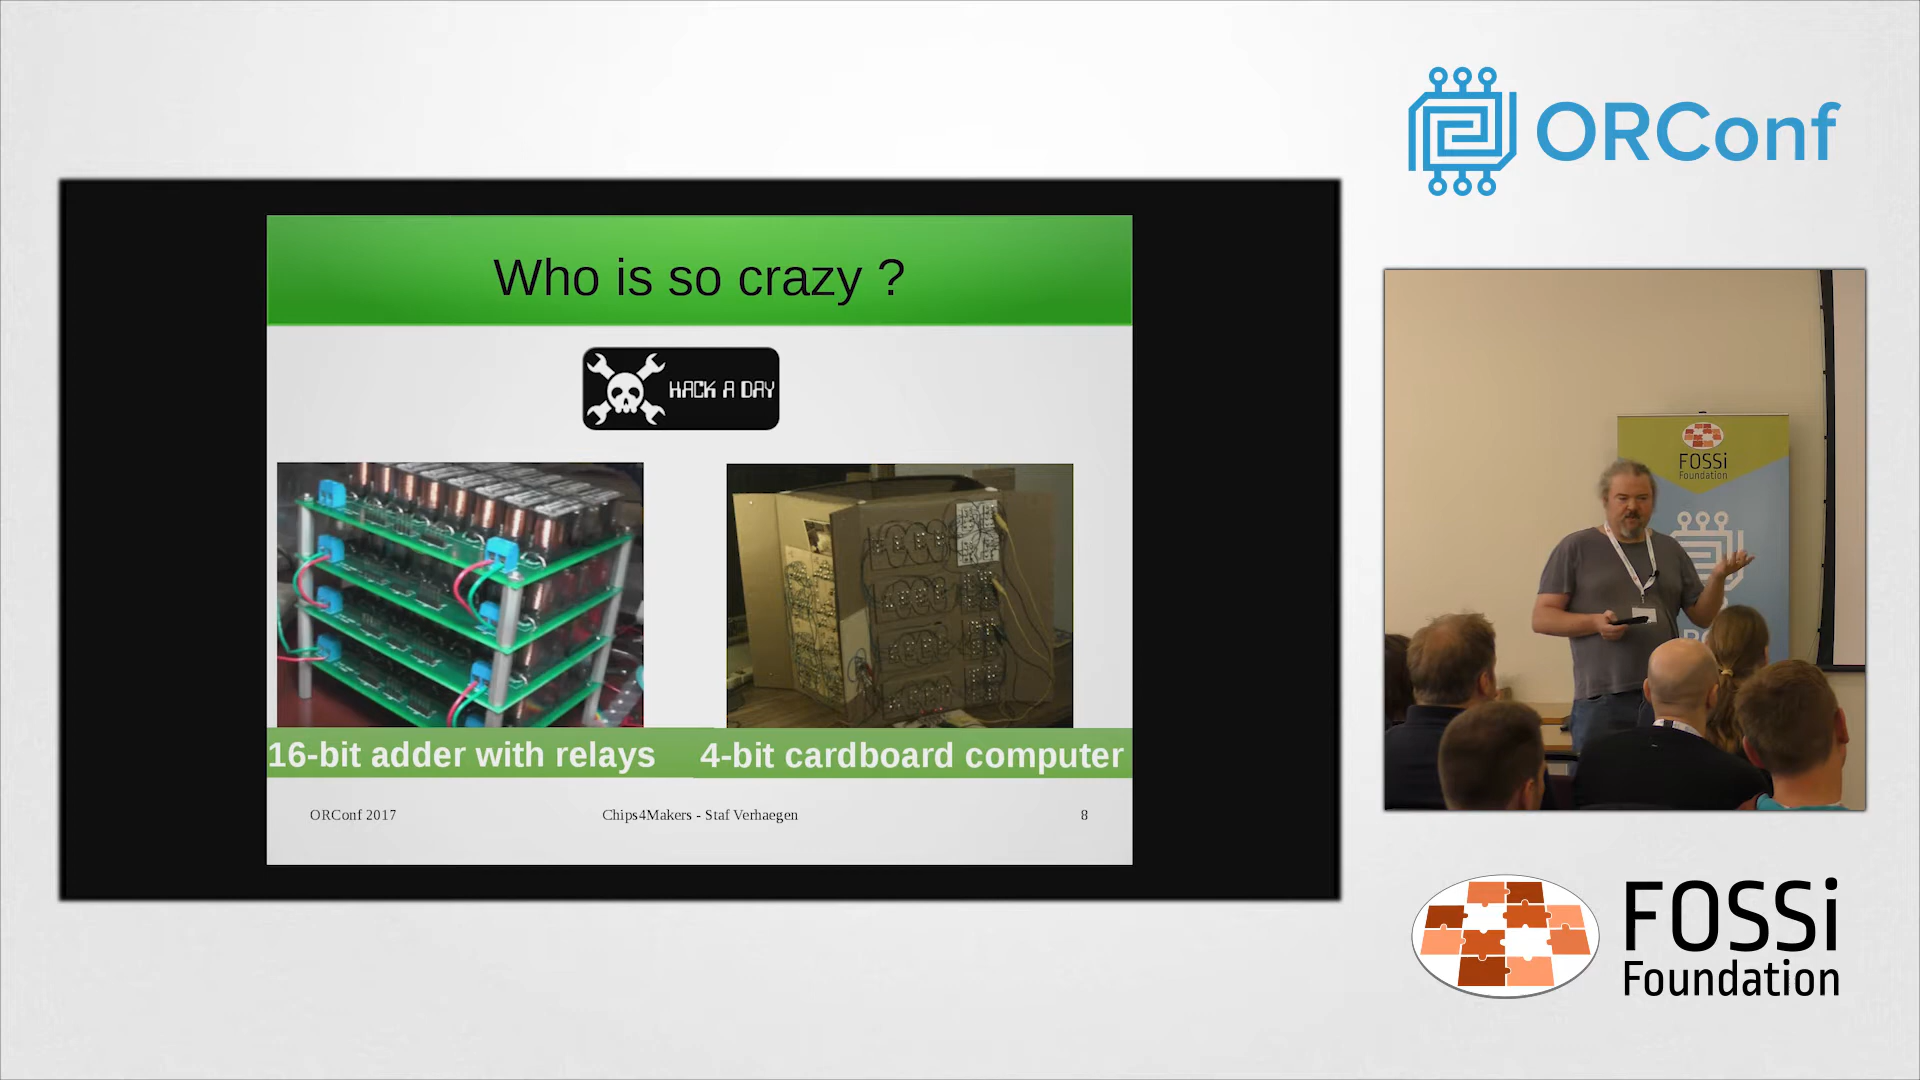 ORConf
Who is so crazy ?
HACK A DAY
16-bit adder with relays
4-bit cardboard computer
ORConf 2017
Chips4Makers - Staf Verhaegen
8
FOSSi
Foundation
FOSSi
Foundation